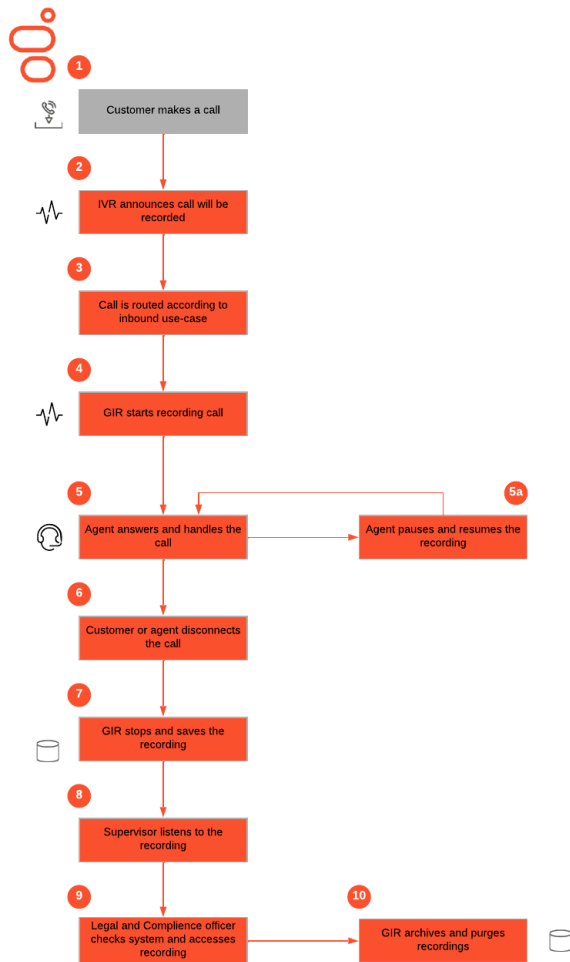 1
Customer makes a call
2
IVR announces call will be
recorded
3
Call is routed according to
inbound use-case
4
GIR starts recording call
5
5a
Agent answers and handles the
call
Agent pauses and resumes the
recording
6
Customer or agent disconnects
the call
7
GIR stops and saves the
recording
8
Supervisor listens to the
recording
9
10
Legal and Complience officer
checks system and accesses
recording
GIR archives and purges
recordings